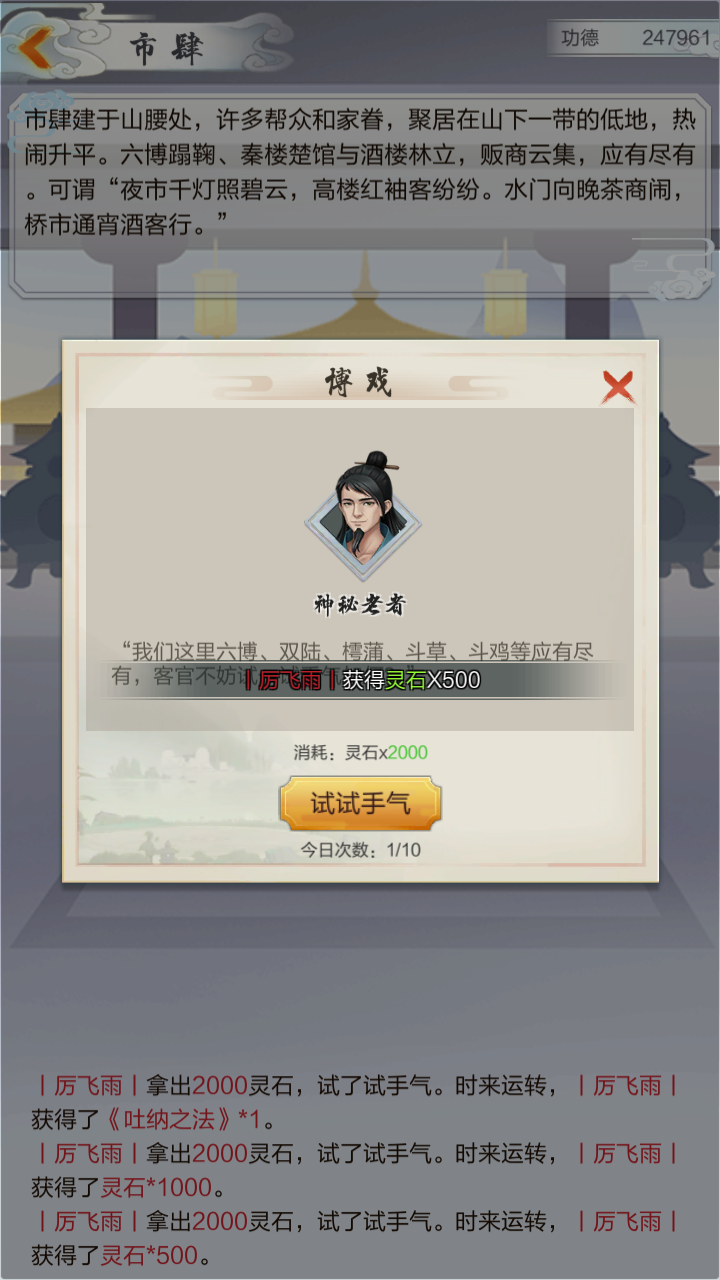 市肆
功德 247961
市肆建于山腰处，许多帮众和家眷，聚居在山下一带的低地，热
闹升平。六博蹋鞠、秦楼楚馆与酒楼林立，贩商云集，应有尽有
。可谓“夜市千灯照碧云，高楼红袖客纷纷。水门向晚茶商闹，
桥市通宵酒客行。”
博戏
神秘老者
“我们这里六博、双陆、樗蒲、斗草、斗鸡等应有尽
有，客官不妨试一试手气
丨厉飞雨丨获得灵石X500
消耗：灵石x2000
试试手气
今日次数：1/10
丨厉飞雨丨拿出2000灵石，试了试手气。时来运转，丨厉飞雨丨
获得了《吐纳之法》*1。
丨厉飞雨丨拿出2000灵石，试了试手气。时来运转，丨厉飞雨丨
获得了灵石*1000。
丨厉飞雨丨拿出2000灵石，试了试手气。时来运转，丨厉飞雨丨
获得了灵石*500。